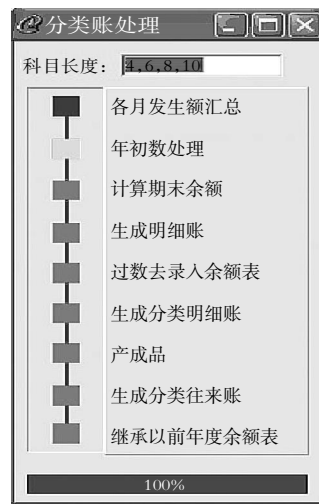 分类账处理
科目长度: 4,6,8,10
各月发生额汇总
年初数处理
计算期末余额
生成明细账
过数去录入余额表
生成分类明细账
产成品
生成分类往来账
继承以前年度余额表
100%